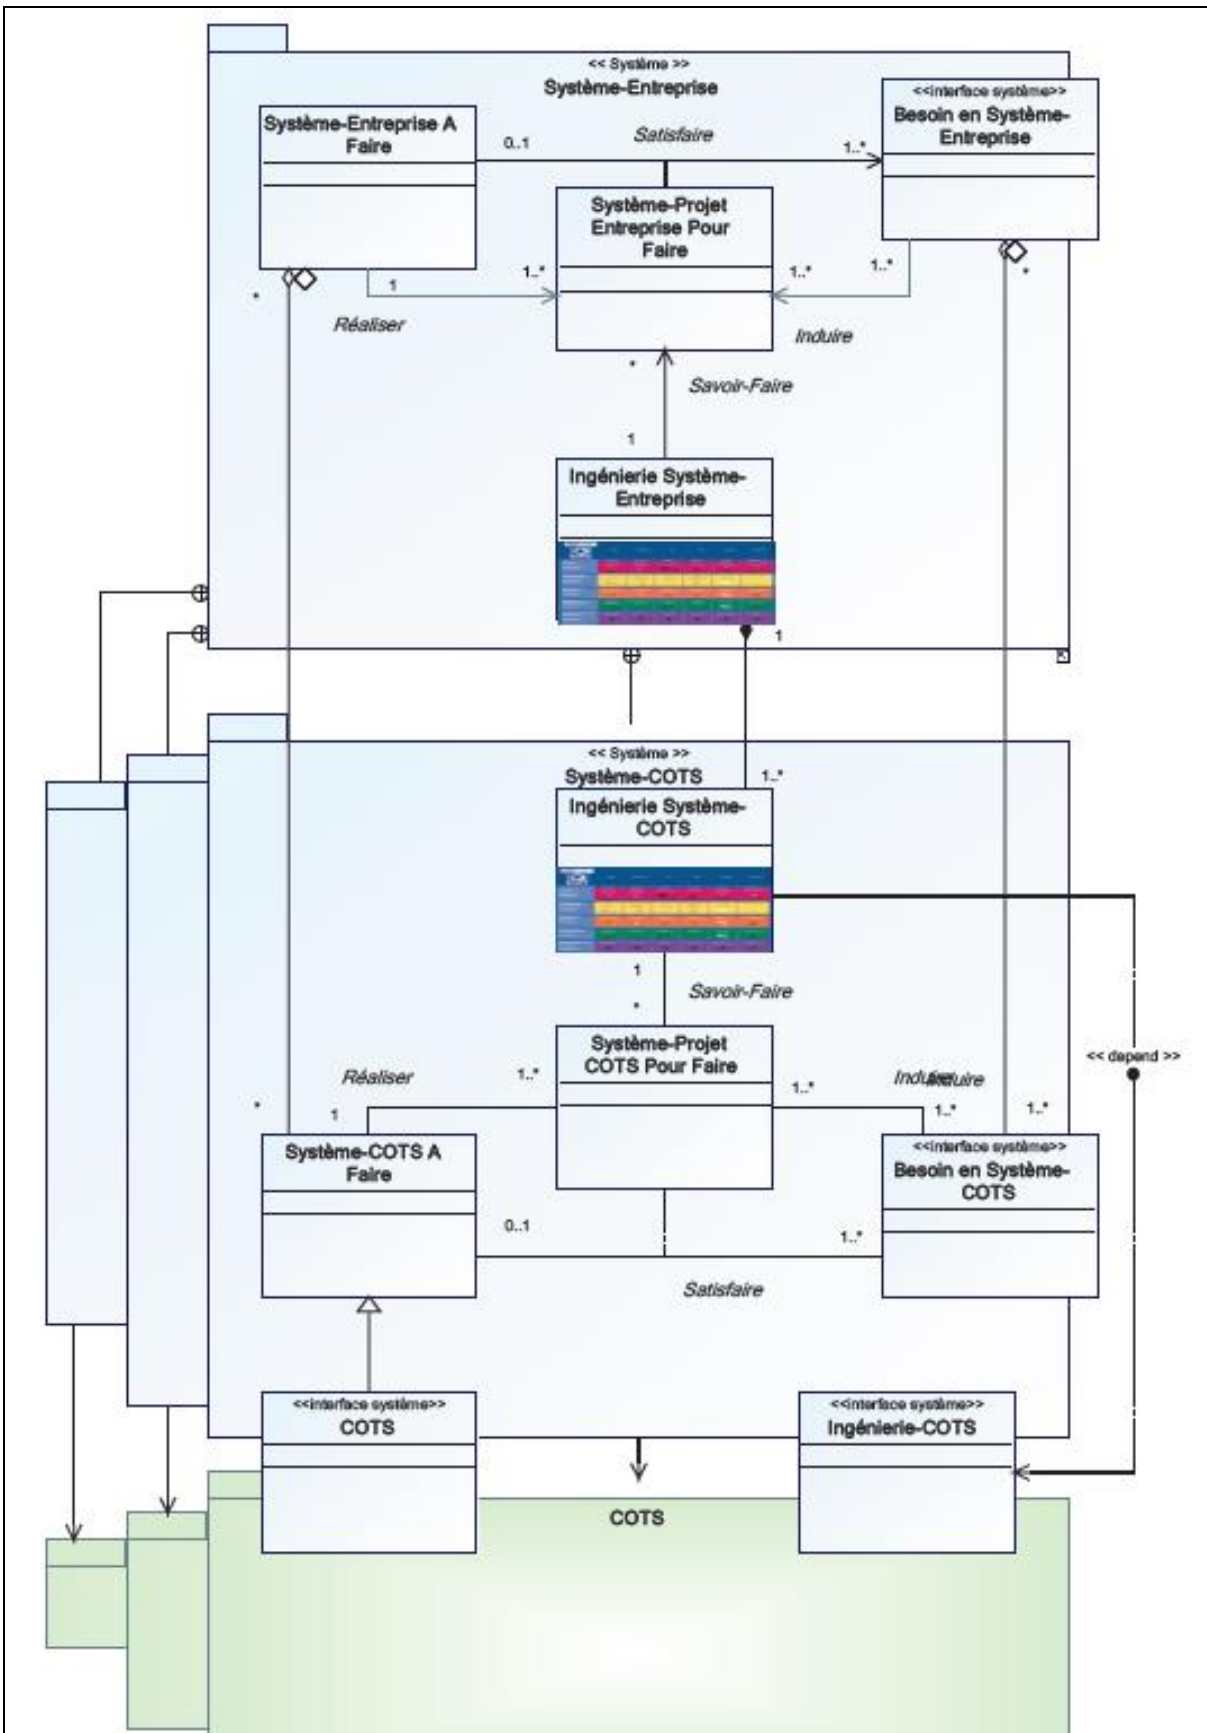 << Système >>
Système-Entreprise
<<interface système>>
Besoin en Système-
Entreprise
Système-Entreprise A
Faire
0..1
Satisfaire
1..*
Système-Projet
Entreprise Pour
Faire
*
1
1..*
1..*
1..*
*
Réaliser
Induire
*
Savoir-Faire
1
Ingénierie Système-
Entreprise
1
<< Système >>
Système-COTS
1..*
Ingénierie Système-
COTS
1
Savoir-Faire
*
Système-Projet
COTS Pour Faire
<< depend >>
Réaliser
1..*
1..*
Induire
Induire
*
1
1..*
1..*
Système-COTS A
Faire
<<interface système>>
Besoin en Système-
COTS
0..1
1..*
Satisfaire
<<interface système>>
COTS
<<interface système>>
Ingénierie-COTS
COTS